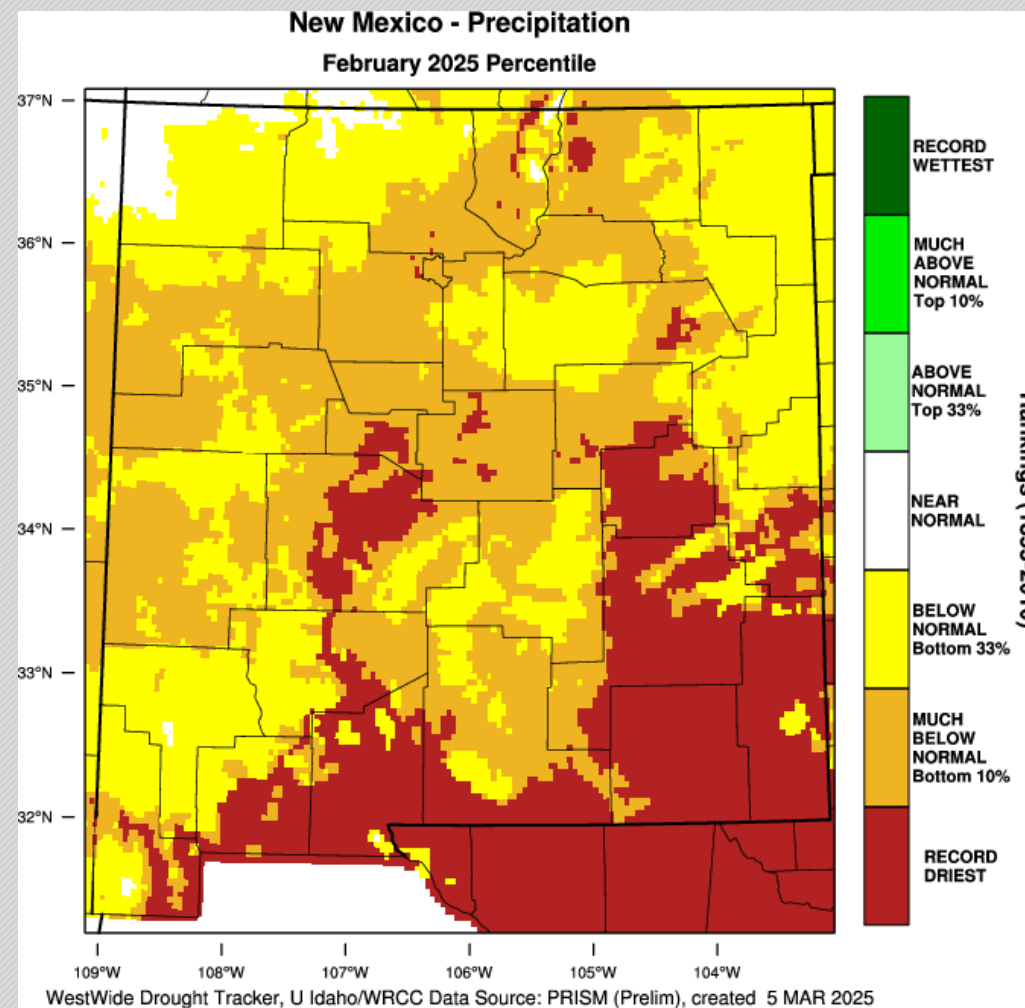 New Mexico - Precipitation
February 2025 Percentile
37°N
36°N
35°N
34°N
33°N
32°N
109°W
108°W
107°W
106°W
105°W
104°W
RECORD
WETTEST
MUCH
ABOVE
NORMAL
Top 10%
ABOVE
NORMAL
Top 33%
NEAR
NORMAL
BELOW
NORMAL
Bottom 33%
MUCH
BELOW
NORMAL
Bottom 10%
RECORD
DRIEST
WestWide Drought Tracker, U Idaho/WRCC Data Source: PRISM (Prelim), created 5 MAR 2025